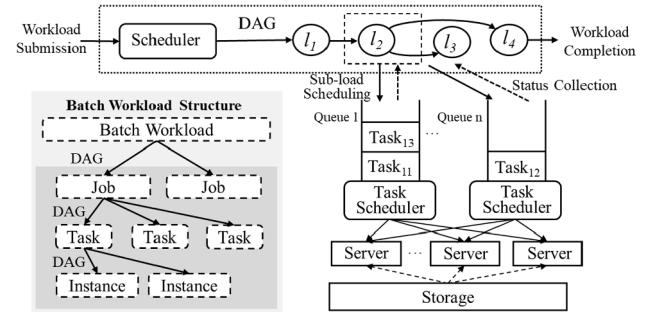 Workload
Submission
Scheduler
DAG
l1
l2
l3
l4
Workload
Completion
Sub-load
Scheduling
Status Collection
Batch Workload Structure
Batch Workload
DAG
Job
Job
DAG
Task
Task
Task
DAG
Instance
Instance
Queue 1
Task13
Task11
...
Queue n
Task12
Task
Scheduler
Task
Scheduler
Server
...
Server
Server
Storage